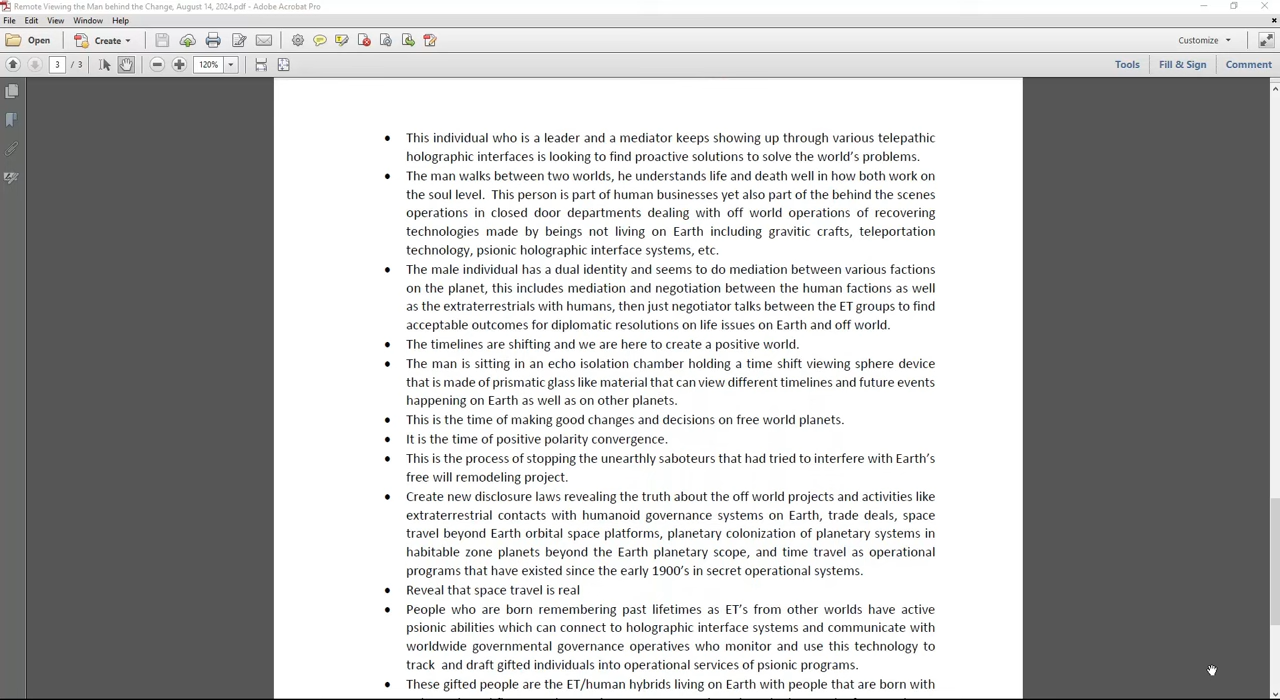 Remote Viewing the Man behind the Change, August 14, 2024.pdf - Adobe Acrobat Pro
File Edit View Window Help
Open Create Customize
3 / 3 120% Tools Fill & Sign Comment
• This individual who is a leader and a mediator keeps showing up through various telepathic
holographic interfaces is looking to find proactive solutions to solve the world's problems.
• The man walks between two worlds, he understands life and death well in how both work on
the soul level. This person is part of human businesses yet also part of the behind the scenes
operations in closed door departments dealing with off world operations of recovering
technologies made by beings not living on Earth including gravitic crafts, teleportation
technology, psionic holographic interface systems, etc.
• The male individual has a dual identity and seems to do mediation between various factions
on the planet, this includes mediation and negotiation between the human factions as well
as the extraterrestrials with humans, then just negotiator talks between the ET groups to find
acceptable outcomes for diplomatic resolutions on life issues on Earth and off world.
• The timelines are shifting and we are here to create a positive world.
• The man is sitting in an echo isolation chamber holding a time shift viewing sphere device
that is made of prismatic glass like material that can view different timelines and future events
happening on Earth as well as on other planets.
• This is the time of making good changes and decisions on free world planets.
• It is the time of positive polarity convergence.
• This is the process of stopping the unearthly saboteurs that had tried to interfere with Earth's
free will remodeling project.
• Create new disclosure laws revealing the truth about the off world projects and activities like
extraterrestrial contacts with humanoid governance systems on Earth, trade deals, space
travel beyond Earth orbital space platforms, planetary colonization of planetary systems in
habitable zone planets beyond the Earth planetary scope, and time travel as operational
programs that have existed since the early 1900's in secret operational systems.
• Reveal that space travel is real
• People who are born remembering past lifetimes as ET's from other worlds have active
psionic abilities which can connect to holographic interface systems and communicate with
worldwide governmental governance operatives who monitor and use this technology to
track and draft gifted individuals into operational services of psionic programs.
• These gifted people are the ET/human hybrids living on Earth with people that are born with